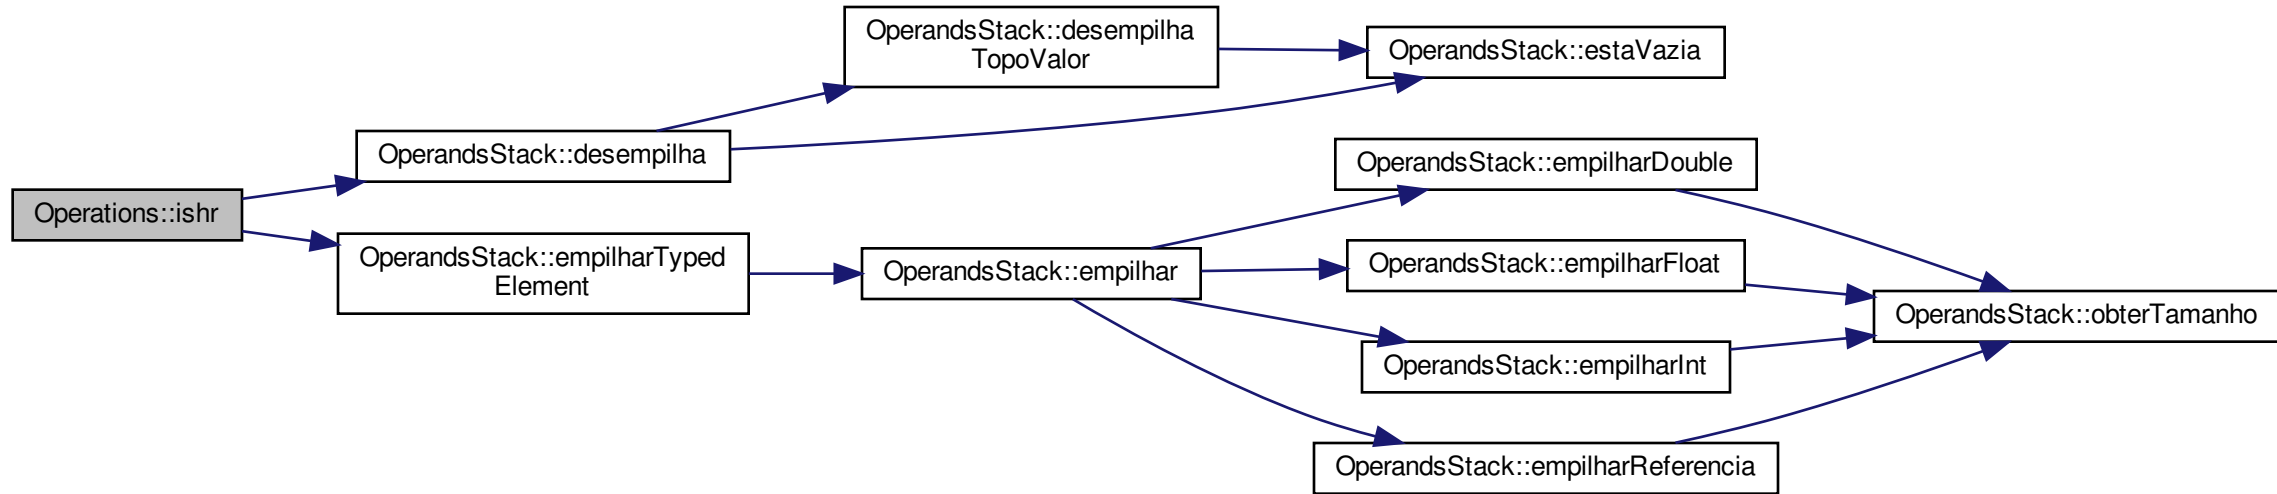 Operations::ishr
OperandsStack::desempilha
OperandsStack::empilharTyped
Element
OperandsStack::desempilha
TopoValor
OperandsStack::empilhar
OperandsStack::estaVazia
OperandsStack::empilharDouble
OperandsStack::empilharFloat
OperandsStack::empilharInt
OperandsStack::empilharReferencia
OperandsStack::obterTamanho